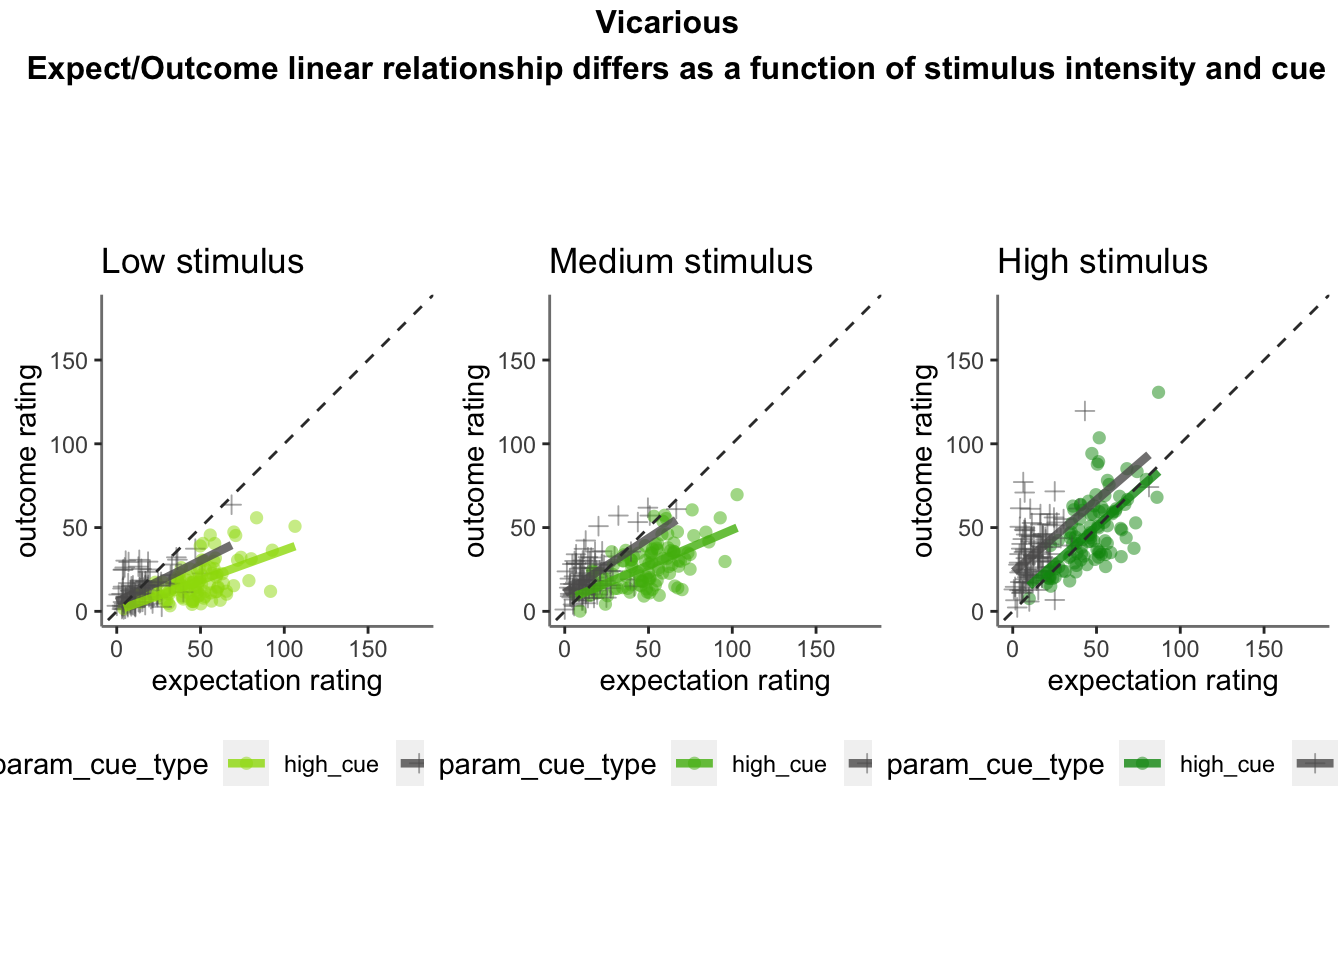 Vicarious
Expect/Outcome linear relationship differs as a function of stimulus intensity and cue
Low stimulus
Medium stimulus
High stimulus
150
100
50
0
outcome rating
0 50 100 150
expectation rating
150
100
50
0
outcome rating
0 50 100 150
expectation rating
150
100
50
0
outcome rating
0 50 100 150
expectation rating
param_cue_type high_cue
param_cue_type high_cue
param_cue_type high_cue